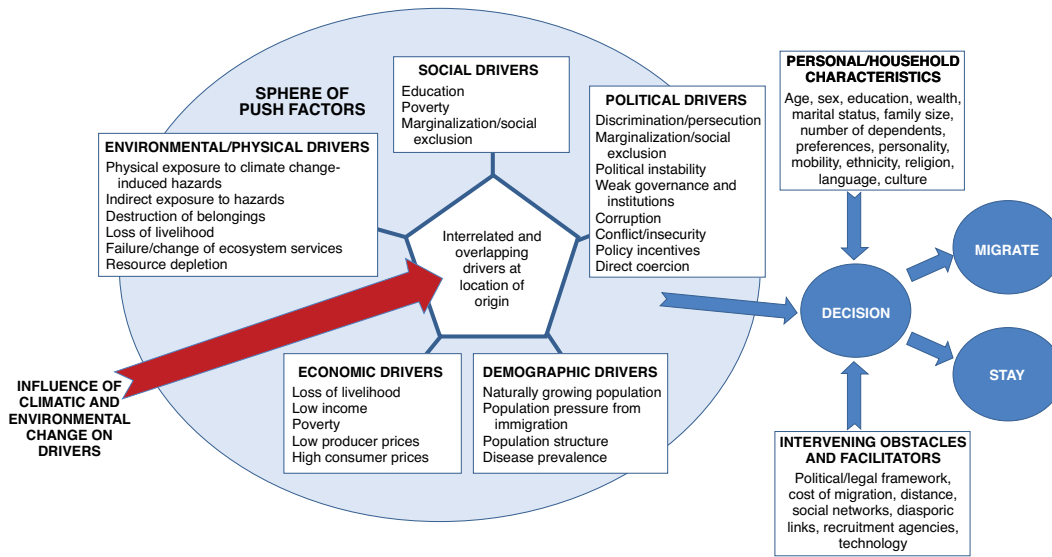 SPHERE OF
PUSH FACTORS
SOCIAL DRIVERS
Education
Poverty
Marginalization/social
exclusion
POLITICAL DRIVERS
Discrimination/persecution
Marginalization/social
exclusion
Political instability
Weak governance and
institutions
Corruption
Conflict/insecurity
Policy incentives
Direct coercion
ENVIRONMENTAL/PHYSICAL DRIVERS
Physical exposure to climate change-
induced hazards
Indirect exposure to hazards
Destruction of belongings
Loss of livelihood
Failure/change of ecosystem services
Resource depletion
Interrelated and
overlapping
drivers at
location of
origin
ECONOMIC DRIVERS
Loss of livelihood
Low income
Poverty
Low producer prices
High consumer prices
DEMOGRAPHIC DRIVERS
Naturally growing population
Population pressure from
immigration
Population structure
Disease prevalence
INFLUENCE OF
CLIMATIC AND
ENVIRONMENTAL
CHANGE ON
DRIVERS
PERSONAL/HOUSEHOLD
CHARACTERISTICS
Age, sex, education, wealth,
marital status, family size,
number of dependents,
preferences, personality,
mobility, ethnicity, religion,
language, culture
DECISION
MIGRATE
STAY
INTERVENING OBSTACLES
AND FACILITATORS
Political/legal framework,
cost of migration, distance,
social networks, diasporic
links, recruitment agencies,
technology